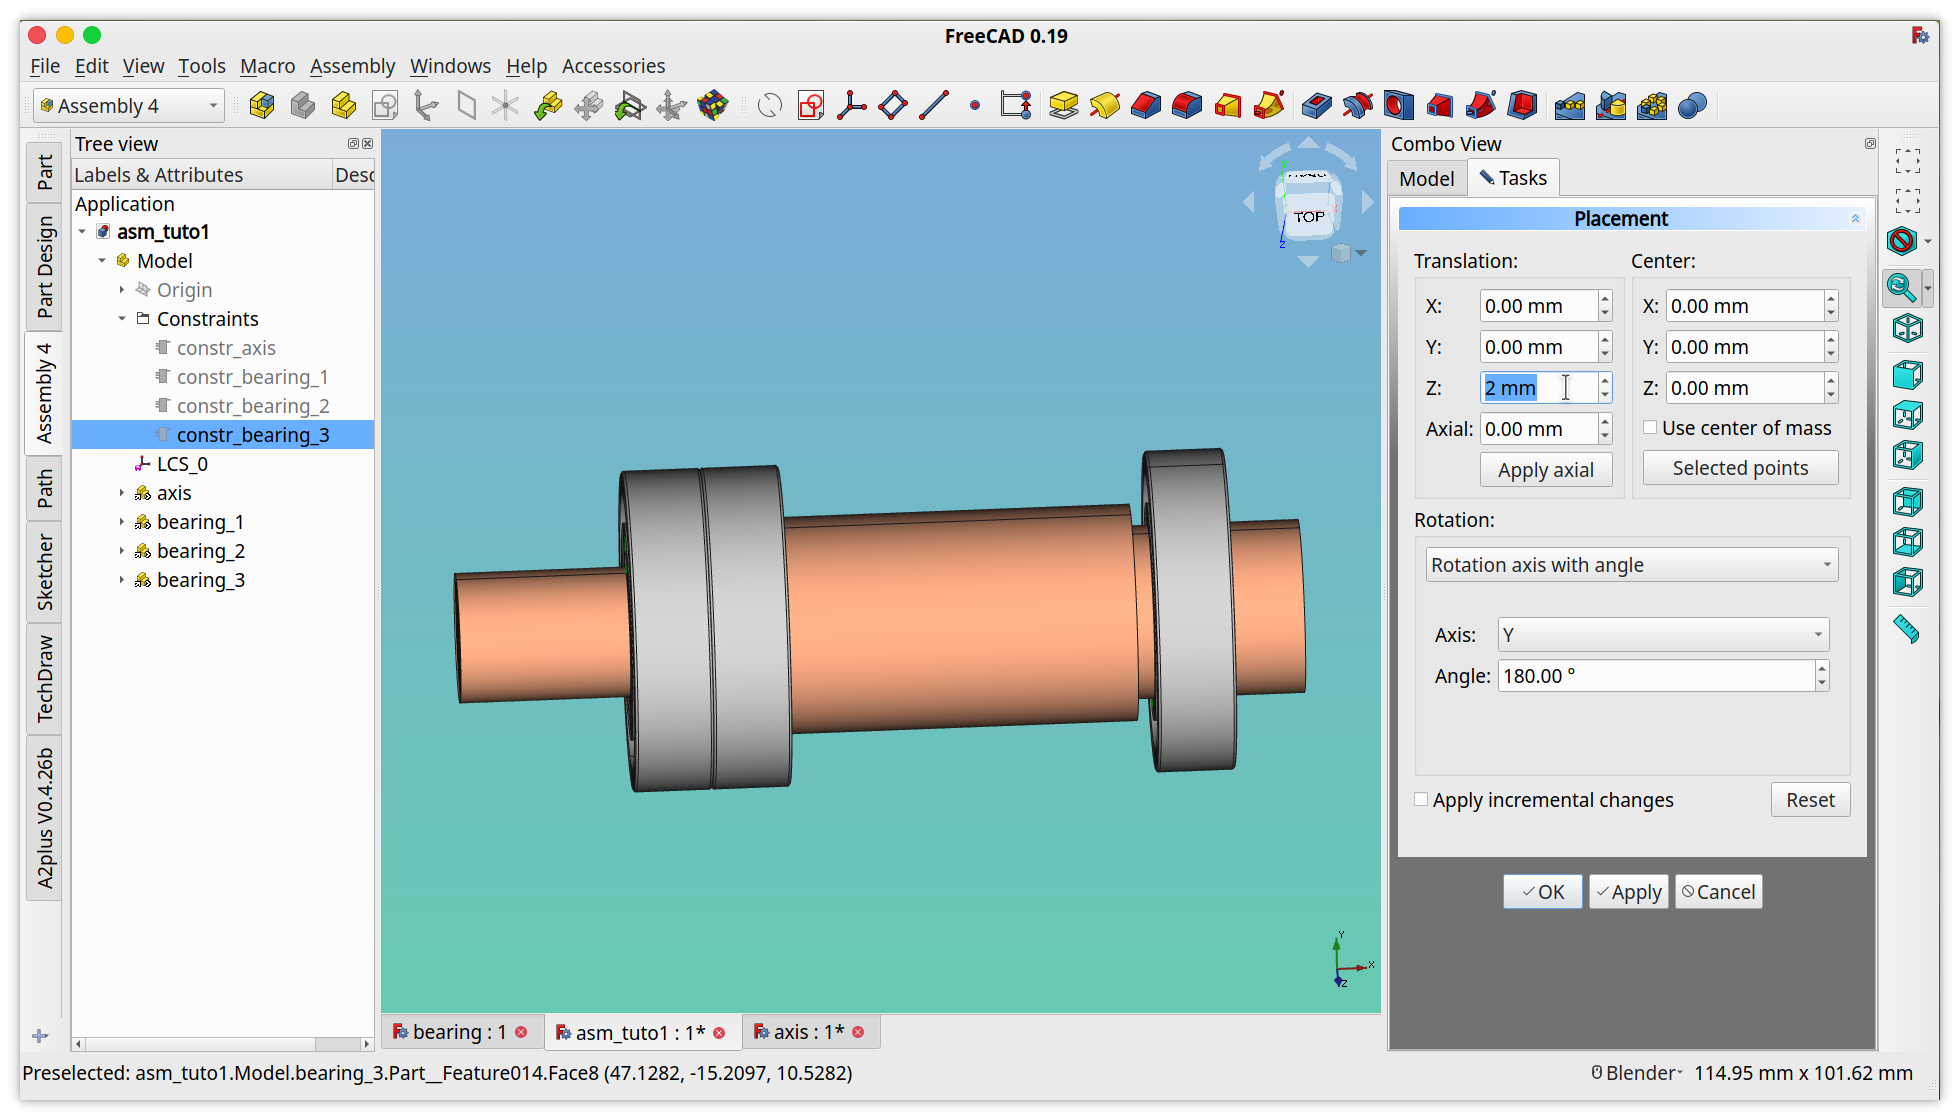 FreeCAD 0.19
File Edit View Tools Macro Assembly Windows Help Accessories
Assembly 4
Part
Part Design
Assembly 4
Path
Sketcher
TechDraw
A2plus V0.4.26b
Tree view
Labels & Attributes Desc
Application
asm_tuto1
Model
Origin
Constraints
constr_axis
constr_bearing_1
constr_bearing_2
constr_bearing_3
LCS_0
axis
bearing_1
bearing_2
bearing_3
TOP
Y
Z
Y
X
Z
bearing : 1
asm_tuto1 : 1*
axis : 1*
Combo View
Model Tasks
Placement
Translation: Center:
X: 0.00 mm X: 0.00 mm
Y: 0.00 mm Y: 0.00 mm
Z: 2 mm Z: 0.00 mm
Axial: 0.00 mm Use center of mass
Apply axial Selected points
Rotation:
Rotation axis with angle
Axis: Y
Angle: 180.00 °
Apply incremental changes Reset
OK Apply Cancel
Preselected: asm_tuto1.Model.bearing_3.Part__Feature014.Face8 (47.1282, -15.2097, 10.5282)
Blender 114.95 mm x 101.62 mm